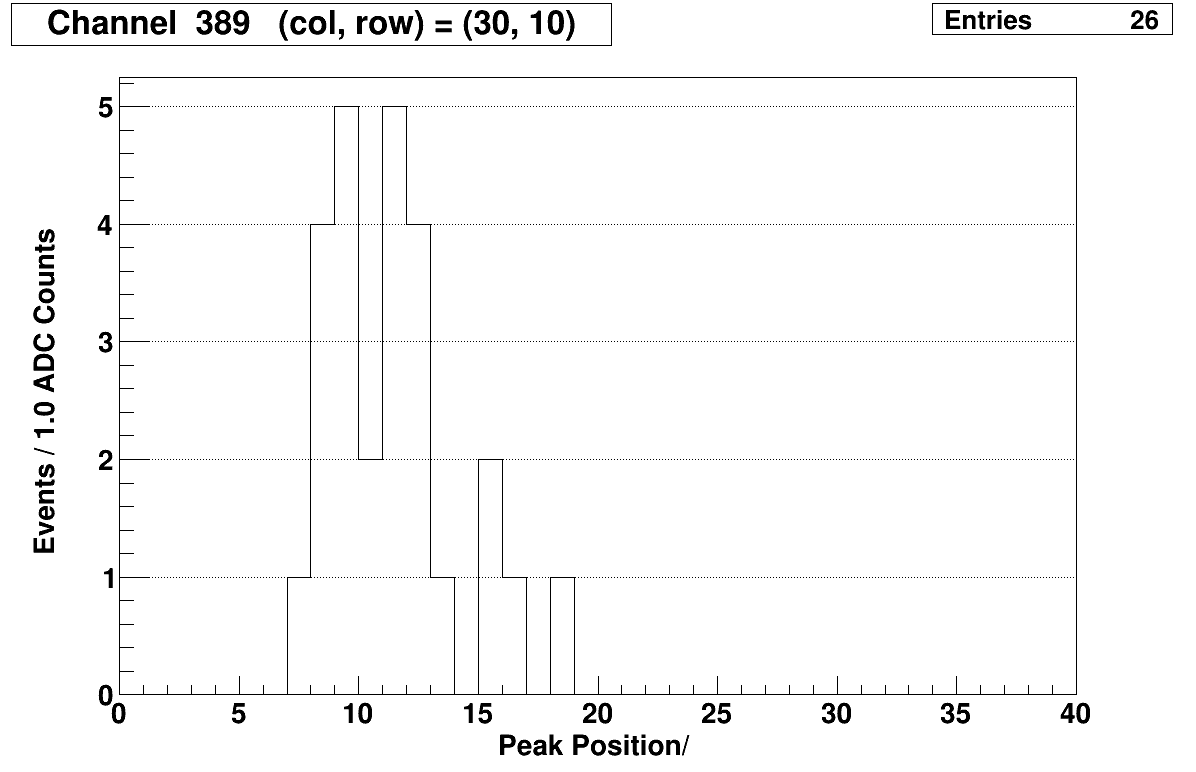 Channel 389 (col, row) = (30, 10)
Entries 26
5
4
3
2
1
0
Events / 1.0 ADC Counts
0 5 10 15 20 25 30 35 40
Peak Position/